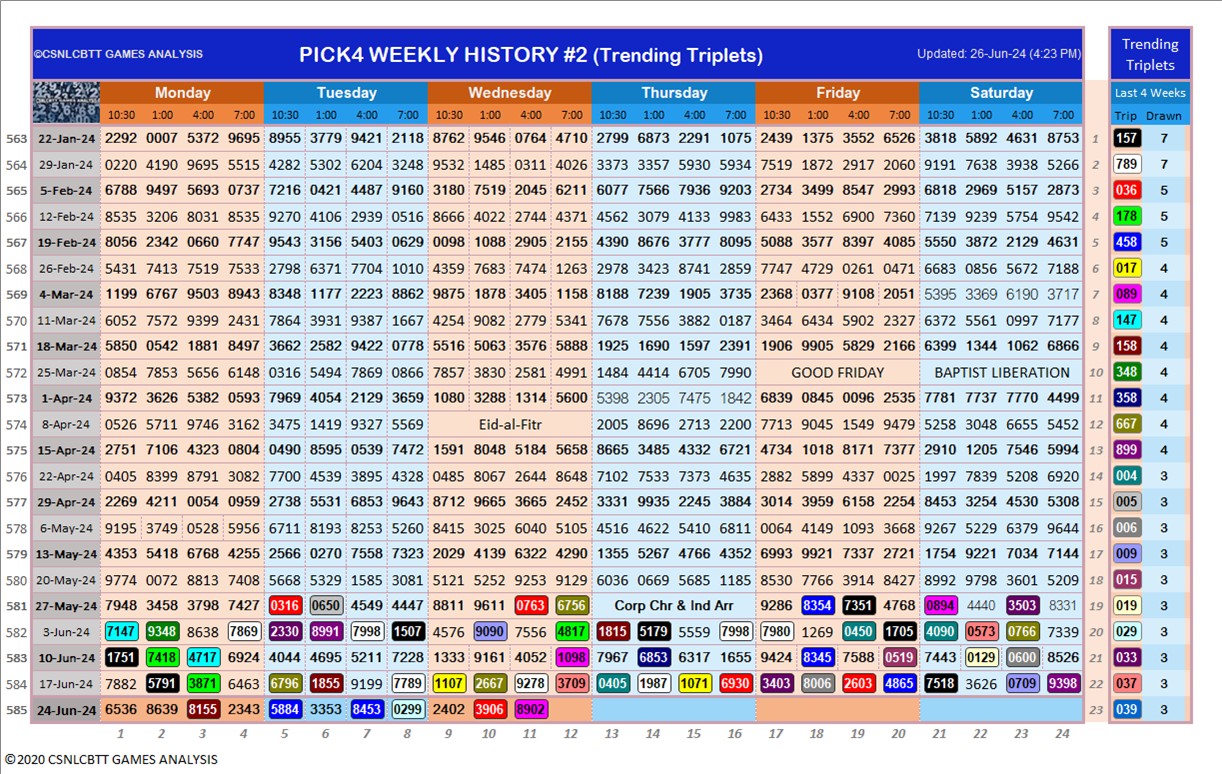 ©CSNLCBTT GAMES ANALYSIS PICK4 WEEKLY HISTORY #2 (Trending Triplets) Updated: 26-Jun-24 (4:23 PM) Trending Triplets
Monday Tuesday Wednesday Thursday Friday Saturday Last 4 Weeks
10:30 1:00 4:00 7:00 10:30 1:00 4:00 7:00 10:30 1:00 4:00 7:00 10:30 1:00 4:00 7:00 10:30 1:00 4:00 7:00 10:30 1:00 4:00 7:00 Trip Drawn
563 22-Jan-24 2292 0007 5372 9695 8955 3779 9421 2118 8762 9546 0764 4710 2799 6873 2291 1075 2439 1375 3552 6526 3818 5892 4631 8753 1 157 7
564 29-Jan-24 0220 4190 9695 5515 4282 5302 6204 3248 9532 1485 0311 4026 3373 3357 5930 5934 7519 1872 2917 2060 9191 7638 3938 5266 2 789 7
565 5-Feb-24 6788 9497 5693 0737 7216 0421 4487 9160 3180 7519 2045 6211 6077 7566 7936 9203 2734 3499 8547 2993 6818 2969 5157 2873 3 036 5
566 12-Feb-24 8535 3206 8031 8535 9270 4106 2939 0516 8666 4022 2744 4371 4562 3079 4133 9983 6433 1552 6900 7360 7139 9239 5754 9542 4 178 5
567 19-Feb-24 8056 2342 0660 7747 9543 3156 5403 0629 0098 1088 2905 2155 4390 8676 3777 8095 5088 3577 8397 4085 5550 3872 2129 4631 5 458 5
568 26-Feb-24 5431 7413 7519 7533 2798 6371 7704 1010 4359 7683 7474 1263 2978 3423 8741 2859 7747 4729 0261 0471 6683 0856 5672 7188 6 017 4
569 4-Mar-24 1199 6767 9503 8943 8348 1177 2223 8862 9875 1878 3405 1158 8188 7239 1905 3735 2368 0377 9108 2051 5395 3369 6190 3717 7 089 4
570 11-Mar-24 6052 7572 9399 2431 7864 3931 9387 1667 4254 9082 2779 5341 7678 7556 3882 0187 3464 6434 5902 2327 6372 5561 0997 7177 8 147 4
571 18-Mar-24 5850 0542 1881 8497 3662 2582 9422 0778 9516 5063 3576 5888 1925 1690 1597 2391 1906 9905 5829 2166 6399 1344 1062 6866 9 158 4
572 25-Mar-24 0854 7853 5656 6148 0316 5494 7869 0866 7857 3830 2581 4991 1484 4414 6705 7990 GOOD FRIDAY BAPTIST LIBERATION 10 348 4
573 1-Apr-24 9372 3626 5382 0593 7969 4054 2129 3654 1080 3288 1314 5600 5398 2305 7475 1842 6839 0845 0096 2535 7781 7737 7770 4499 11 358 4
574 8-Apr-24 0526 5711 9746 3162 3475 1419 9327 5569 Eid-al-Fitr 2005 8696 2713 2200 7713 9045 1549 9479 5258 3048 6655 5452 12 667 4
575 15-Apr-24 2751 7106 4323 0804 0490 8595 0539 7472 1591 8048 5184 5658 8665 3485 4332 6721 4734 1018 8171 7377 2910 1205 7546 5994 13 899 4
576 22-Apr-24 0405 8399 8791 3082 7700 4539 3895 4328 0485 8067 2644 8648 7102 7533 7373 4635 2882 5899 4337 0025 1997 7839 5208 6920 14 004 3
577 29-Apr-24 2269 4211 0054 0959 2738 5531 6853 9643 8712 9665 3665 2452 3331 9935 2245 3884 3014 3959 6158 2254 8453 3254 4530 5308 15 005 3
578 6-May-24 9195 3749 0528 5956 6711 8193 8253 5260 8415 3025 6040 5105 4516 4622 5410 6811 0064 4149 1093 3668 9267 5229 6379 9644 16 006 3
579 13-May-24 4353 5418 6768 4255 2566 0270 7558 7323 2029 4139 6322 4290 1355 5267 4766 4352 6993 9921 7337 2721 1754 9221 7034 7144 17 009 3
580 20-May-24 9774 0072 8813 7408 5668 5329 1585 3081 5121 5252 9253 9129 6036 0669 5685 1185 8530 7766 3914 8427 8992 9798 3601 5209 18 015 3
581 27-May-24 7948 3458 3798 7427 0316 0650 4549 4447 8811 9611 0763 6756 Corp Chr & Ind Arr 9286 8354 7351 4768 0894 4440 3503 8331 19 019 3
582 3-Jun-24 7147 9348 8638 7869 2330 8991 7998 1507 4576 9090 7556 4817 1815 5179 5559 7998 7980 1269 0450 1705 4090 0573 0766 7339 20 029 3
583 10-Jun-24 1751 7418 4717 6924 4044 4695 5211 7228 1333 9161 4052 1098 7967 6853 6317 1655 9424 8345 7588 0519 7443 0129 0600 8526 21 033 3
584 17-Jun-24 7882 5791 3871 6463 6796 1855 9199 7789 1107 2667 9278 3709 0405 1987 1071 6930 3403 8006 2603 4865 7518 3626 0709 9398 22 037 3
585 24-Jun-24 6536 8639 8155 2343 5884 3353 8453 0299 2402 3906 8902 23 039 3
1 2 3 4 5 6 7 8 9 10 11 12 13 14 15 16 17 18 19 20 21 22 23 24
©2020 CSNLCBTT GAMES ANALYSIS